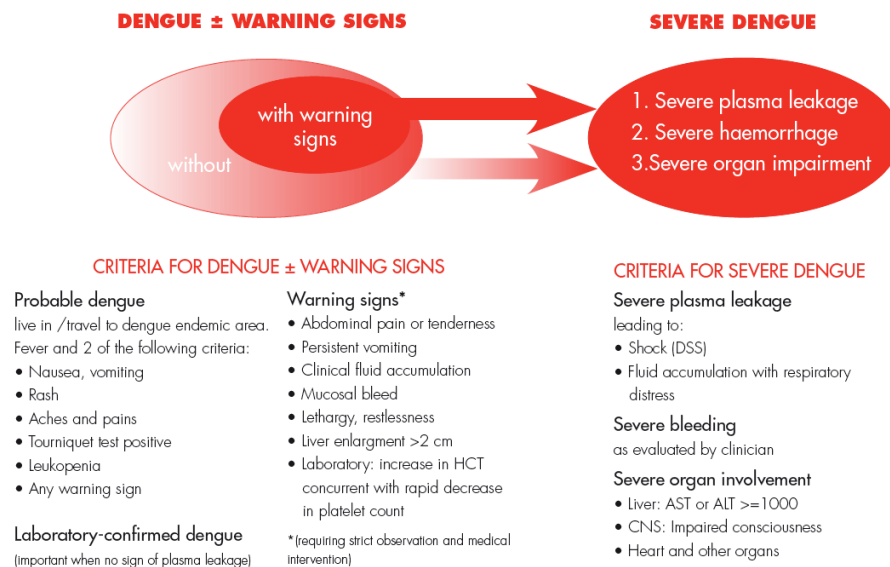 DENGUE ± WARNING SIGNS
SEVERE DENGUE
with warning
signs
without
1. Severe plasma leakage
2. Severe haemorrhage
3.Severe organ impairment
CRITERIA FOR DENGUE ± WARNING SIGNS
Probable dengue
live in /travel to dengue endemic area.
Fever and 2 of the following criteria:
• Nausea, vomiting
• Rash
• Aches and pains
• Tourniquet test positive
• Leukopenia
• Any warning sign
Laboratory-confirmed dengue
(important when no sign of plasma leakage)
Warning signs*
• Abdominal pain or tenderness
• Persistent vomiting
• Clinical fluid accumulation
• Mucosal bleed
• Lethargy, restlessness
• Liver enlargment >2 cm
• Laboratory: increase in HCT
concurrent with rapid decrease
in platelet count
*(requiring strict observation and medical
intervention)
CRITERIA FOR SEVERE DENGUE
Severe plasma leakage
leading to:
• Shock (DSS)
• Fluid accumulation with respiratory
distress
Severe bleeding
as evaluated by clinician
Severe organ involvement
• Liver: AST or ALT >=1000
• CNS: Impaired consciousness
• Heart and other organs